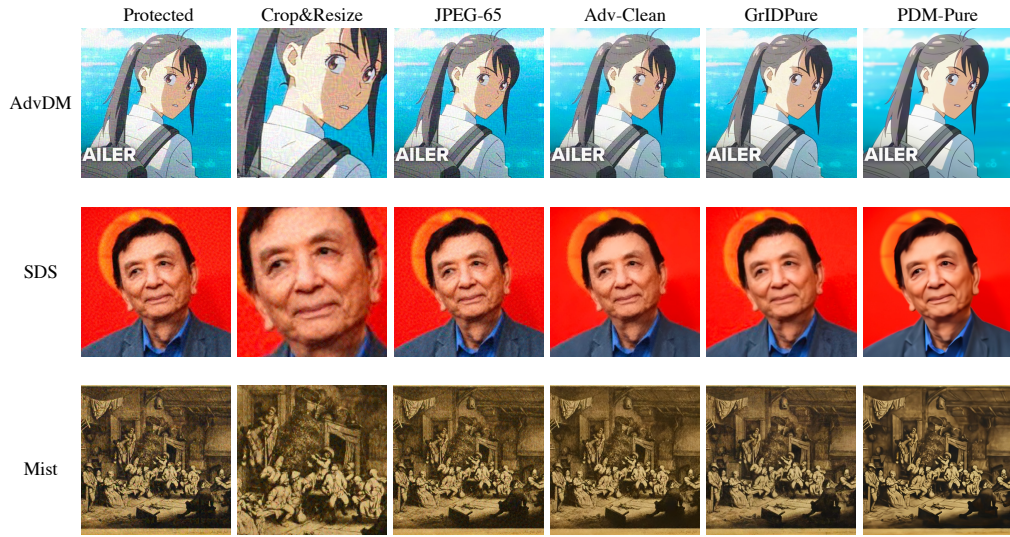 Protected Crop&Resize JPEG-65 Adv-Clean GrIDPure PDM-Pure
AdvDM
AILER AILER AILER AILER AILER
SDS
Mist